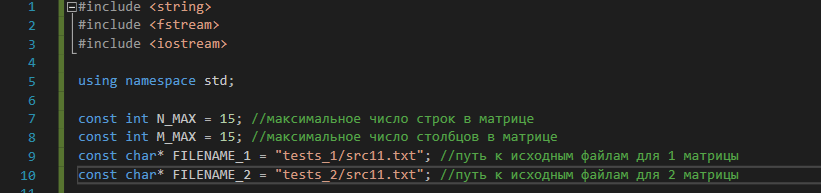 1 #include <string>
2 #include <fstream>
3 #include <iostream>
4
5 using namespace std;
6
7 const int N_MAX = 15; //максимальное число строк в матрице
8 const int M_MAX = 15; //максимальное число столбцов в матрице
9 const char* FILENAME_1 = "tests_1/src11.txt"; //путь к исходным файлам для 1 матрицы
10 const char* FILENAME_2 = "tests_2/src11.txt"; //путь к исходным файлам для 2 матрицы